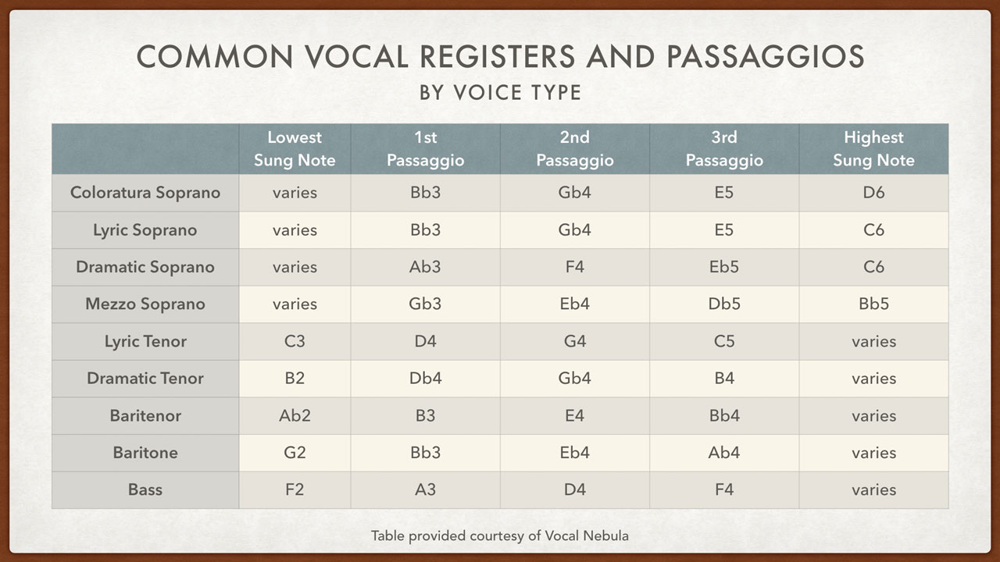 COMMON VOCAL REGISTERS AND PASSAGGIOS
BY VOICE TYPE
Lowest Sung Note 1st Passaggio 2nd Passaggio 3rd Passaggio Highest Sung Note
Coloratura Soprano varies Bb3 Gb4 E5 D6
Lyric Soprano varies Bb3 Gb4 E5 C6
Dramatic Soprano varies Ab3 F4 Eb5 C6
Mezzo Soprano varies Gb3 Eb4 Db5 Bb5
Lyric Tenor C3 D4 G4 C5 varies
Dramatic Tenor B2 Db4 Gb4 B4 varies
Baritenor Ab2 B3 E4 Bb4 varies
Baritone G2 Bb3 Eb4 Ab4 varies
Bass F2 A3 D4 F4 varies
Table provided courtesy of Vocal Nebula